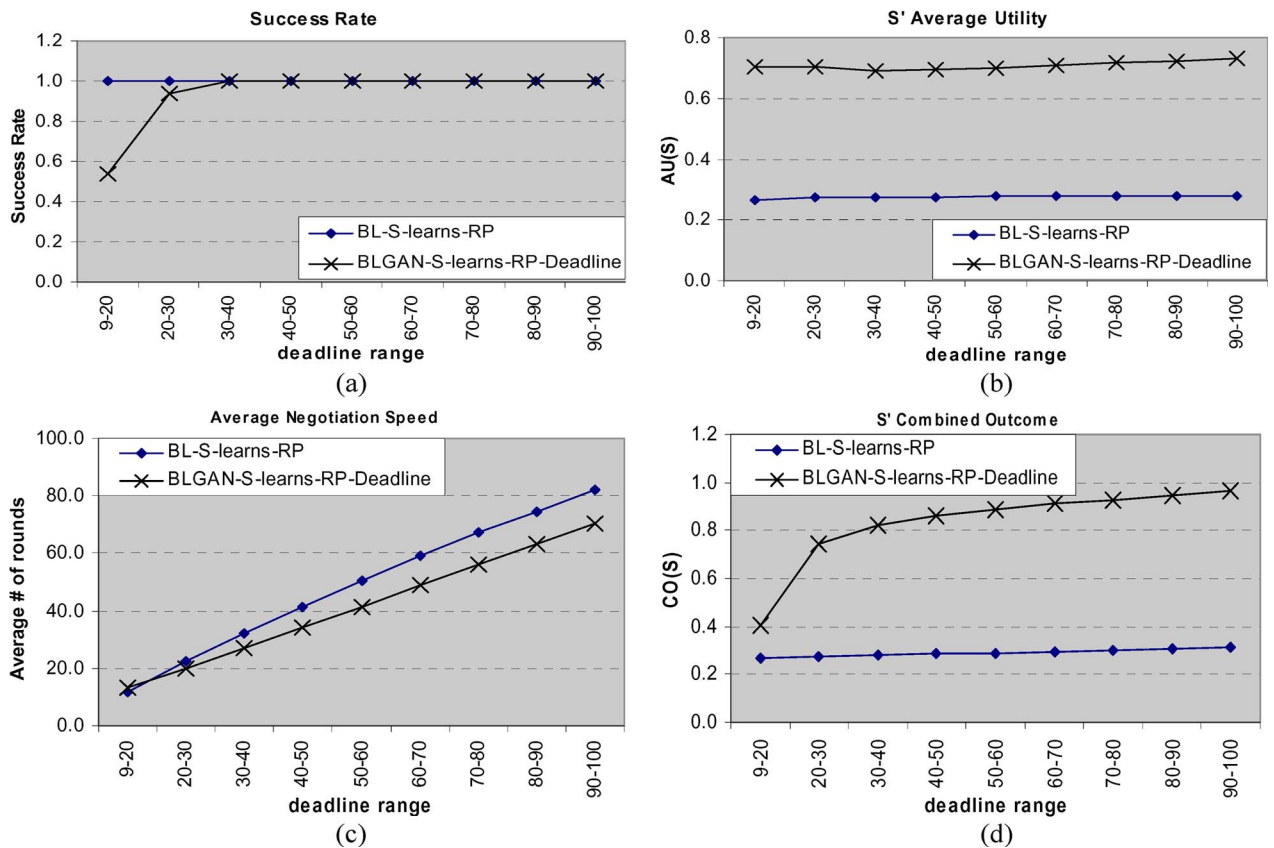 Success Rate
Success Rate
1.2
1.0
0.8
0.6
0.4
0.2
0.0
BL-S-learns-RP
BLGAN-S-learns-RP-Deadline
9-20
20-30
30-40
40-50
50-60
60-70
70-80
80-90
90-100
deadline range
(a)
S' Average Utility
AU(S)
0.8
0.6
0.4
0.2
0.0
BL-S-learns-RP
BLGAN-S-learns-RP-Deadline
9-20
20-30
30-40
40-50
50-60
60-70
70-80
80-90
90-100
deadline range
(b)
Average Negotiation Speed
Average # of rounds
100.0
80.0
60.0
40.0
20.0
0.0
BL-S-learns-RP
BLGAN-S-learns-RP-Deadline
9-20
20-30
30-40
40-50
50-60
60-70
70-80
80-90
90-100
deadline range
(c)
S' Combined Outcome
CO(S)
1.2
1.0
0.8
0.6
0.4
0.2
0.0
BL-S-learns-RP
BLGAN-S-learns-RP-Deadline
9-20
20-30
30-40
40-50
50-60
60-70
70-80
80-90
90-100
deadline range
(d)